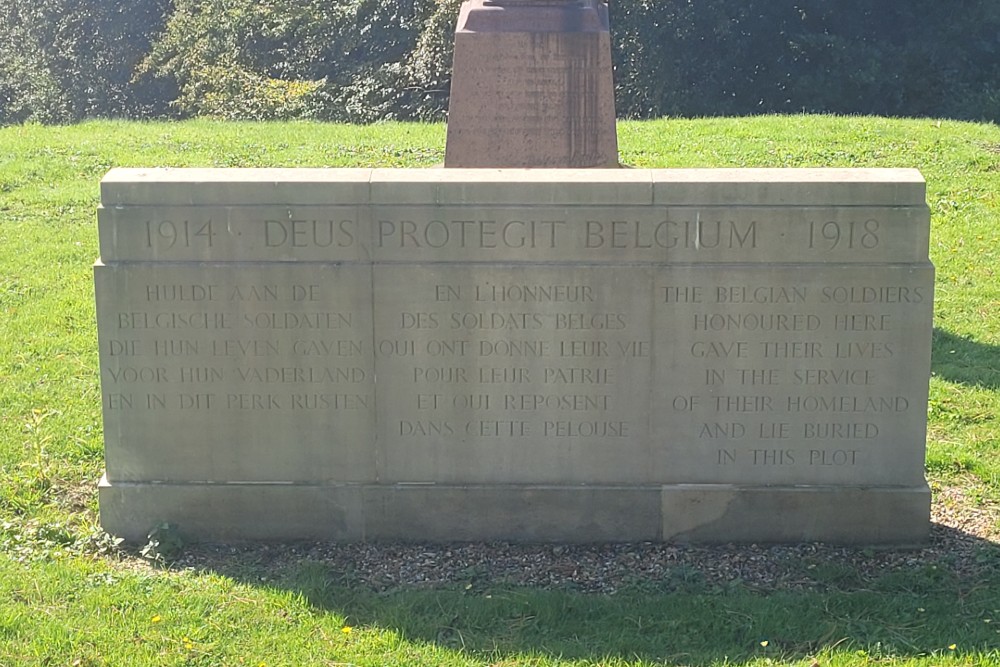 1914 · DEUS PROTEGIT BELGIUM · 1918
HULDE AAN DE
BELGISCHE SOLDATEN
DIE HUN LEVEN GAVEN
VOOR HUN VADERLAND
EN IN DIT PERK RUSTEN
EN L'HONNEUR
DES SOLDATS BELGES
QUI ONT DONNE LEUR VIE
POUR LEUR PATRIE
ET QUI REPOSENT
DANS CETTE PELOUSE
THE BELGIAN SOLDIERS
HONOURED HERE
GAVE THEIR LIVES
IN THE SERVICE
OF THEIR HOMELAND
AND LIE BURIED
IN THIS PLOT